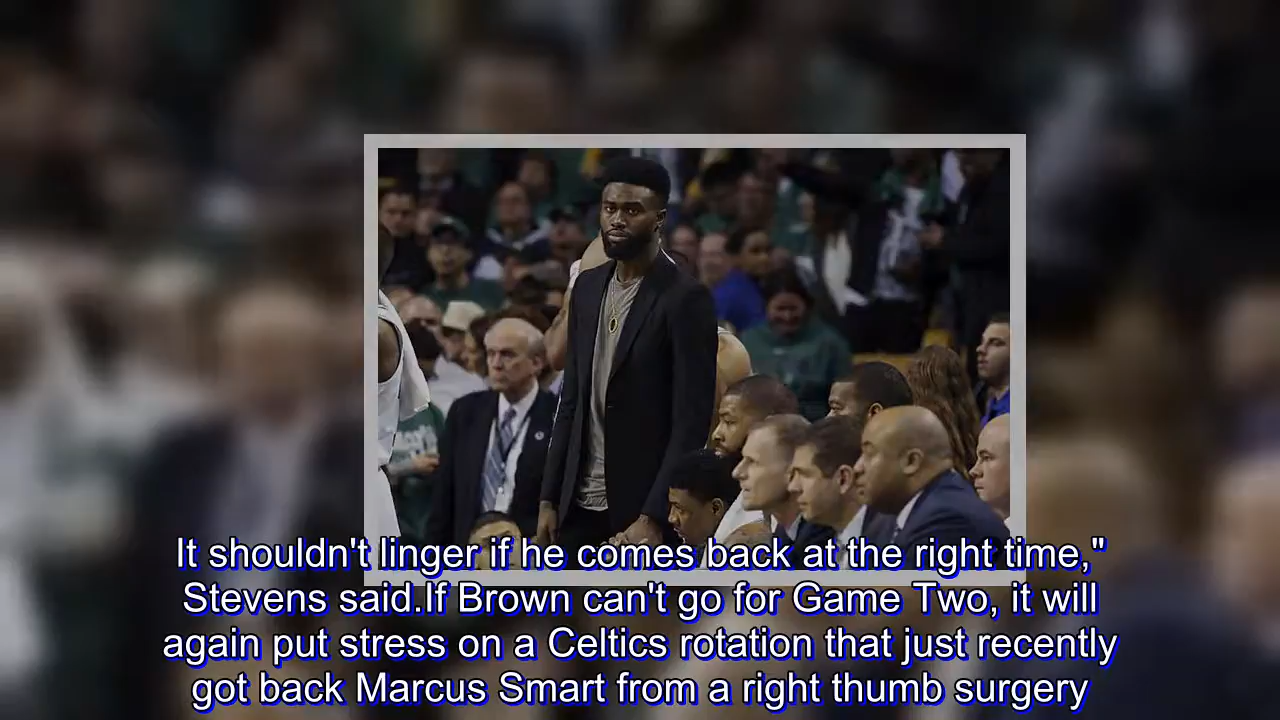 It shouldn't linger if he comes back at the right time,"
Stevens said.If Brown can't go for Game Two, it will
again put stress on a Celtics rotation that just recently
got back Marcus Smart from a right thumb surgery